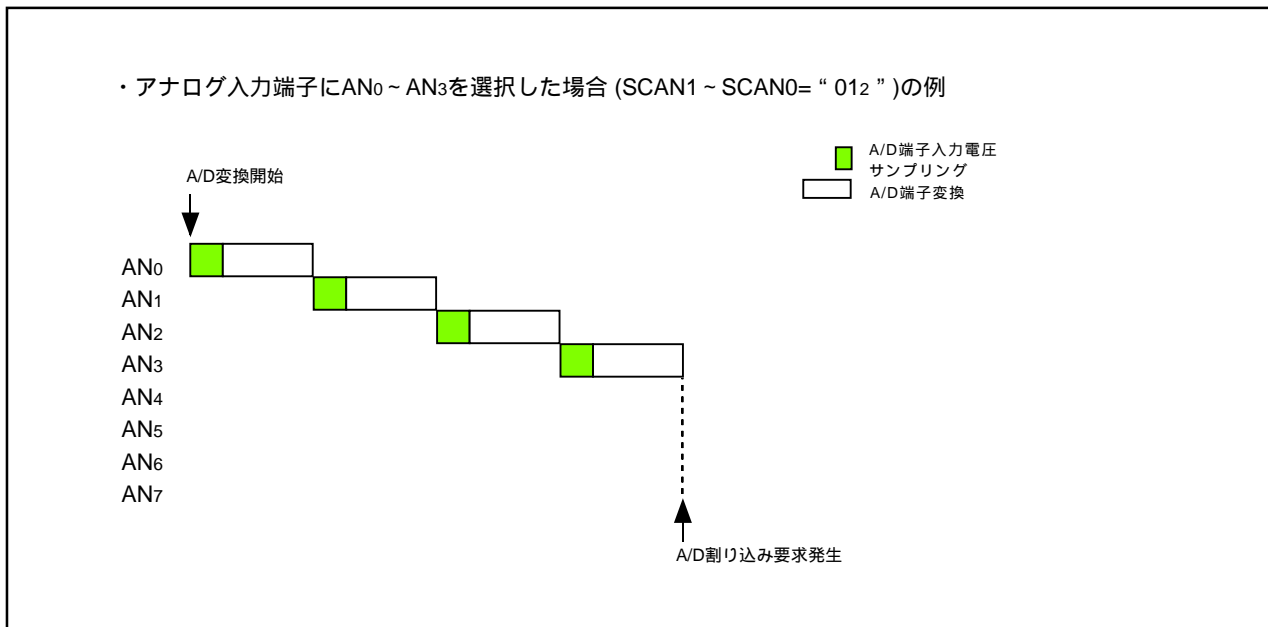 ・アナログ入力端子にAN0 ~ AN3を選択した場合 (SCAN1 ~ SCAN0= “ 012 ” )の例
A/D端子入力電圧
サンプリング
A/D端子変換
A/D変換開始
AN0
AN1
AN2
AN3
AN4
AN5
AN6
AN7
A/D割り込み要求発生